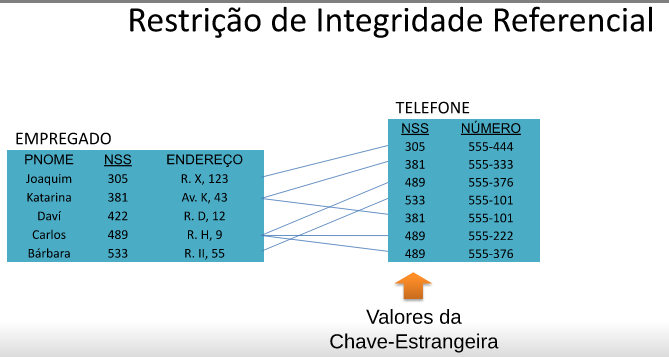 Restrição de Integridade Referencial
EMPREGADO
PNOME NSS ENDEREÇO
Joaquim 305 R. X, 123
Katarina 381 Av. K, 43
Daví 422 R. D, 12
Carlos 489 R. H, 9
Bárbara 533 R. II, 55
TELEFONE
NSS NÚMERO
305 555-444
381 555-333
489 555-376
533 555-101
381 555-101
489 555-222
489 555-376
Valores da
Chave-Estrangeira